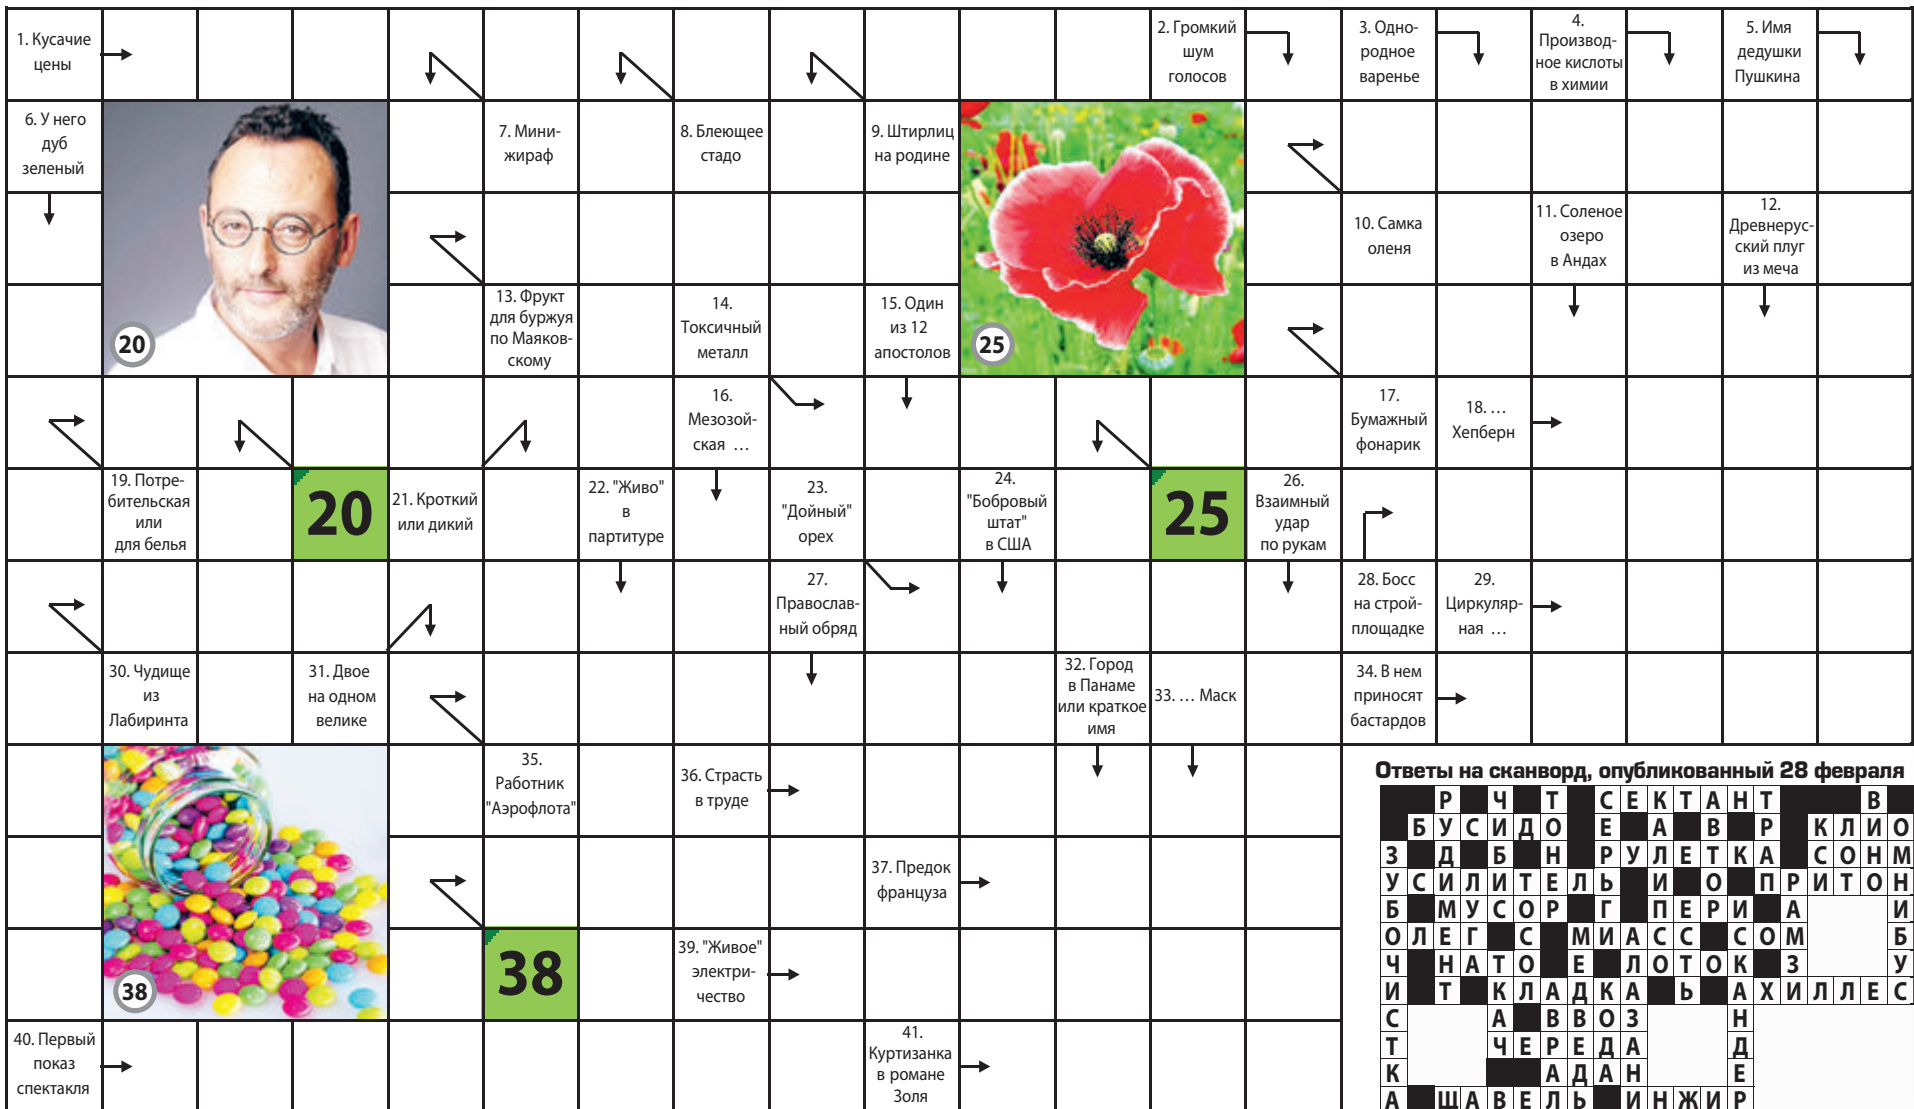 1. Кусачие
цены
2. Громкий
шум
голосов
3. Одно-
родное
варенье
4.
Производ-
ное кислоты
в химии
5. Имя
дедушки
Пушкина
6. У него
дуб
зеленый
7. Мини-
жираф
8. Блеющее
стадо
9. Штирлиц
на родине
10. Самка
оленя
11. Соленое
озеро
в Андах
12.
Древнерус-
ский плуг
из меча
20
13. Фрукт
для буржуя
по Маяков-
скому
14.
Токсичный
металл
15. Один
из 12
апостолов
25
16.
Мезозой-
ская ...
17.
Бумажный
фонарик
18. ...
Хепберн
19. Потре-
бительская
или
для белья
20
21. Кроткий
или дикий
22. "Живо"
в
партитуре
23.
"Дойный"
орех
24.
"Бобровый
штат"
в США
25
26.
Взаимный
удар
по рукам
27.
Православ-
ный обряд
28. Босс
на строй-
площадке
29.
Циркуляр-
ная ...
30. Чудище
из
Лабиринта
31. Двое
на одном
велике
32. Город
в Панаме
или краткое
имя
33. ... Маск
34. В нем
приносят
бастардов
35.
Работник
"Аэрофлота"
36. Страсть
в труде
37. Предок
француза
38
38
39. "Живое"
электри-
чество
40. Первый
показ
спектакля
41.
Куртизанка
в романе
Золя
Ответы на сканворд, опубликованный 28 февраля
Р Ч Т СЕКТАНТ В
БУСИДО Е А В Р КЛИО
З Д Б Н РУЛЕТКА СОНМ
УСИЛИТЕЛЬ И О ПРИТОН
Б МУСОР Г ПЕРИ А И
ОЛЕГ С МИАСС СОМ Б
Ч НАТО Е ЛОТОК З У
И Т КЛАДКА Ь АХИЛЛЕС
С А ВВОЗ Н
Т ЧЕРЕДА Д
К АДАН Е
А ЩАВЕЛЬ ИНЖИР